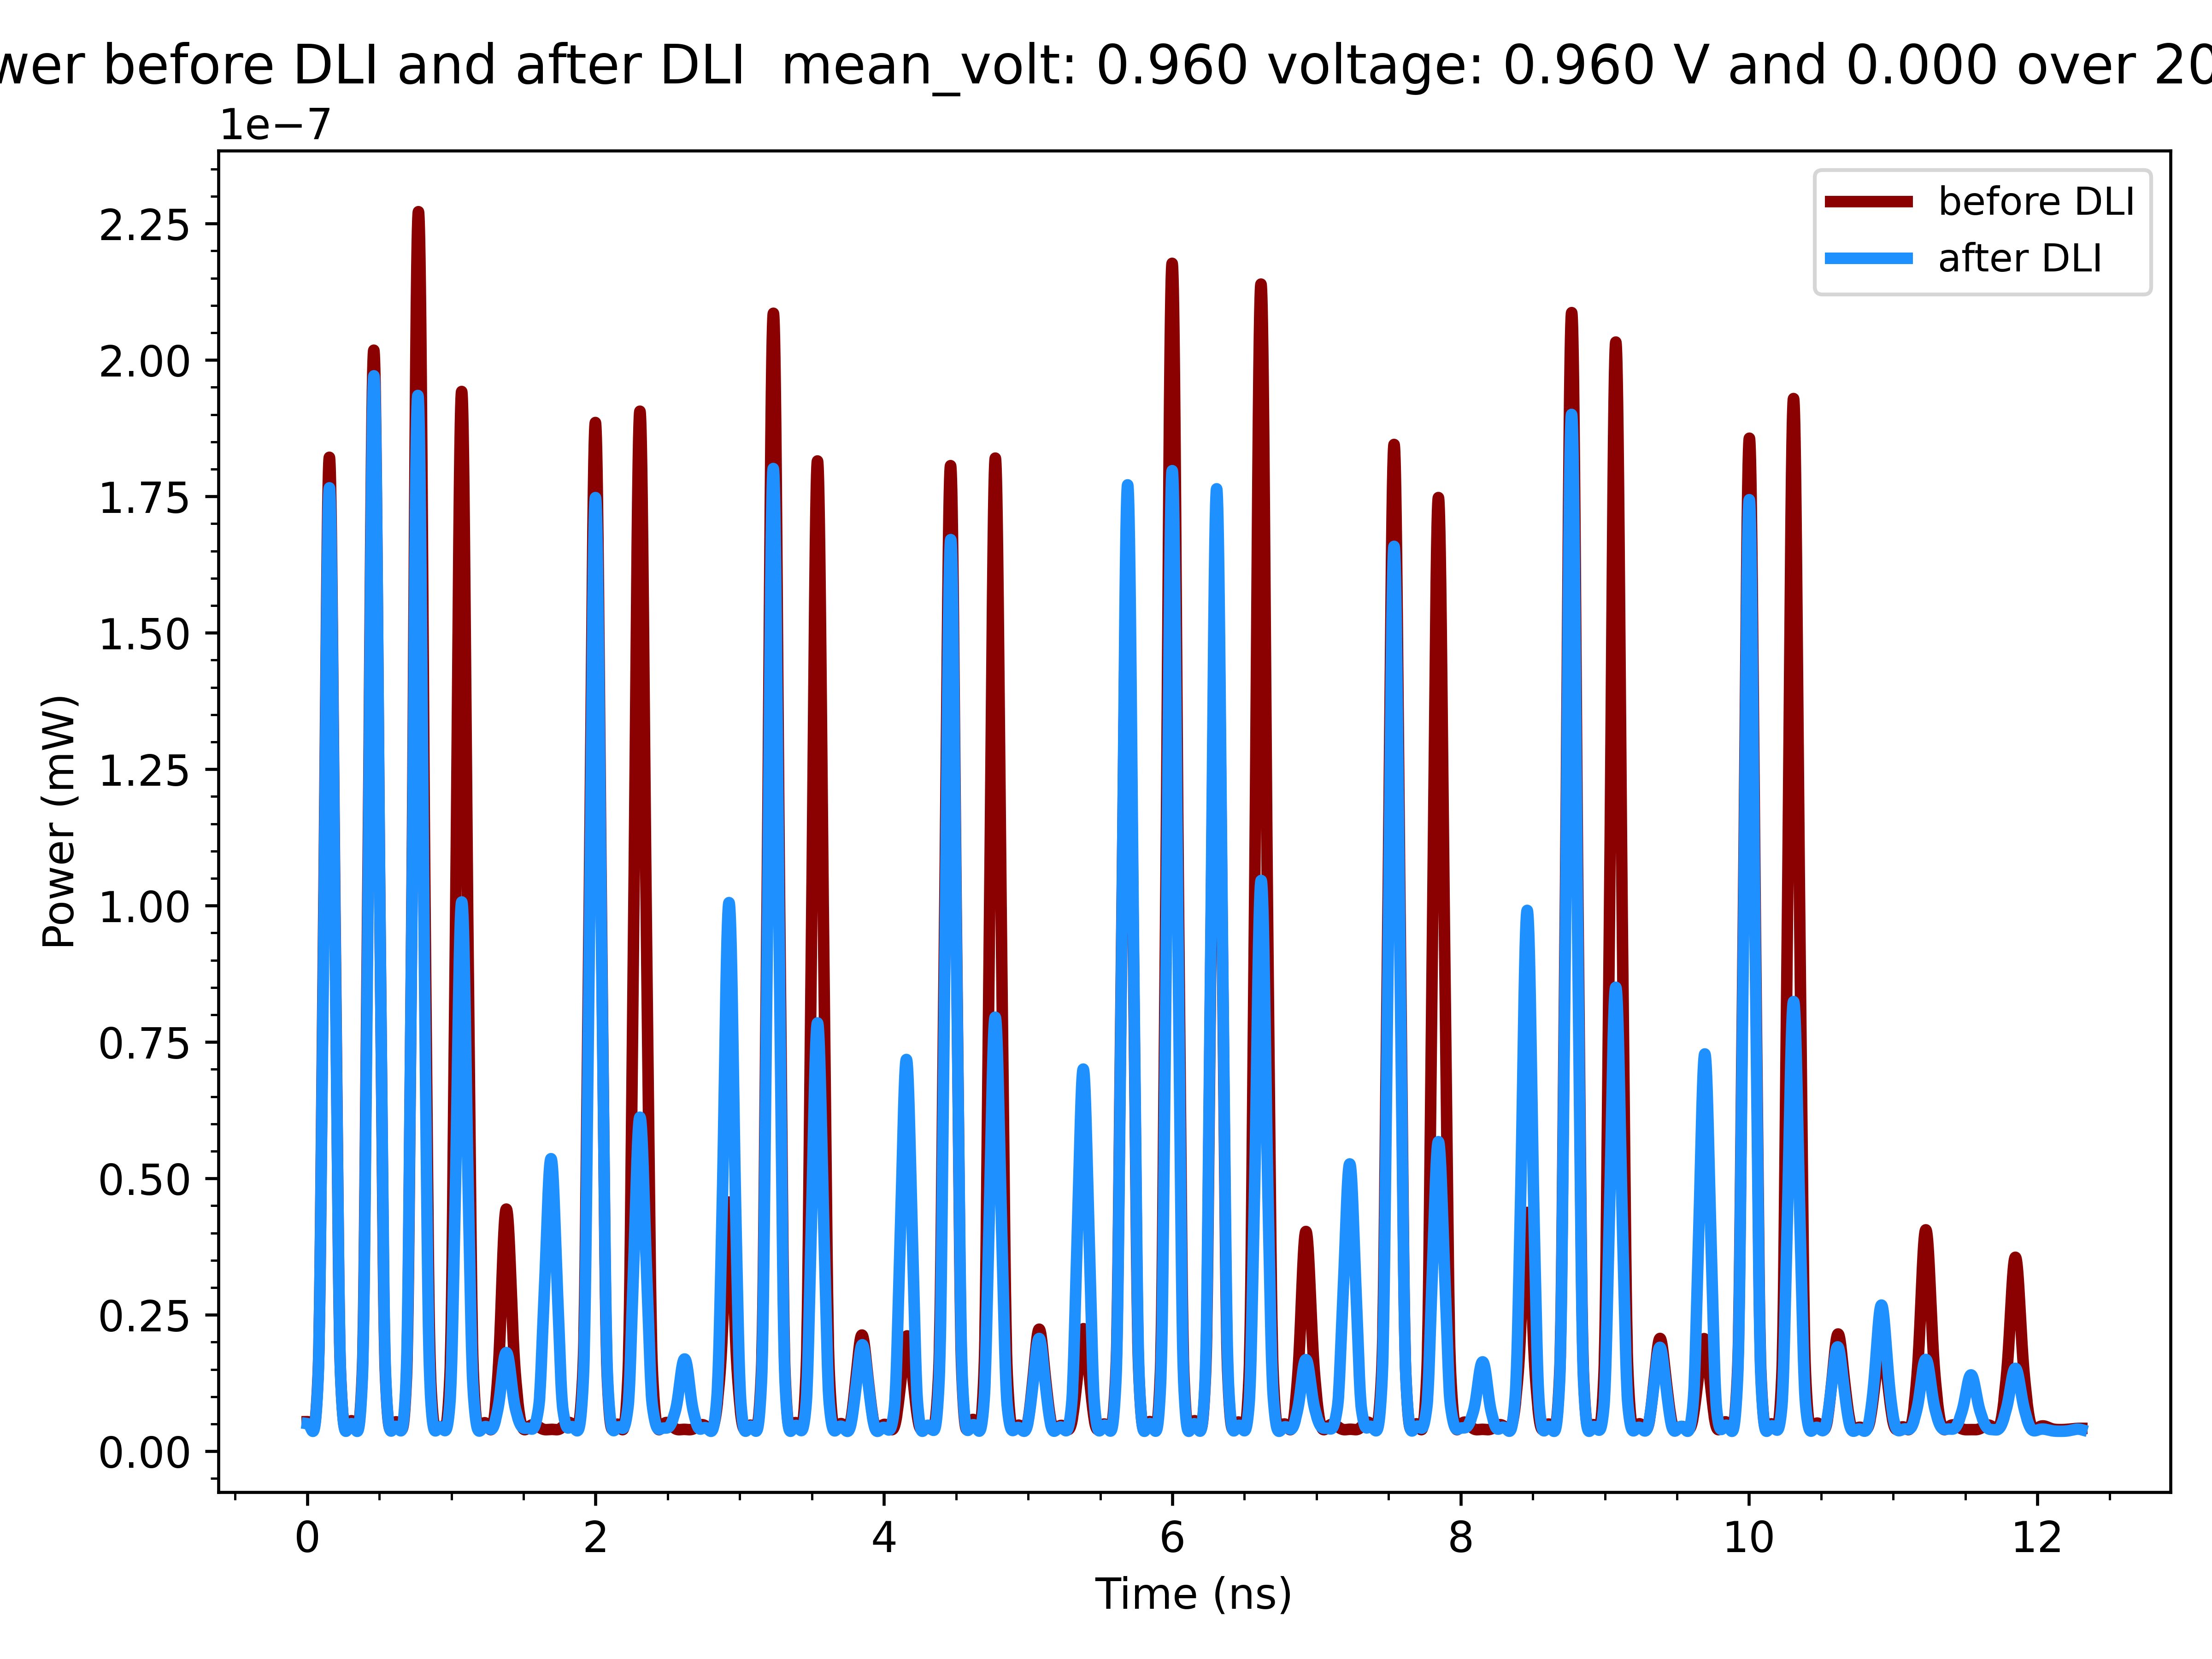 wer before DLI and after DLI mean_volt: 0.960 voltage: 0.960 V and 0.000 over 20
1e−7
before DLI
after DLI
2.25
2.00
1.75
1.50
1.25
1.00
0.75
0.50
0.25
0.00
Power (mW)
0 2 4 6 8 10 12
Time (ns)